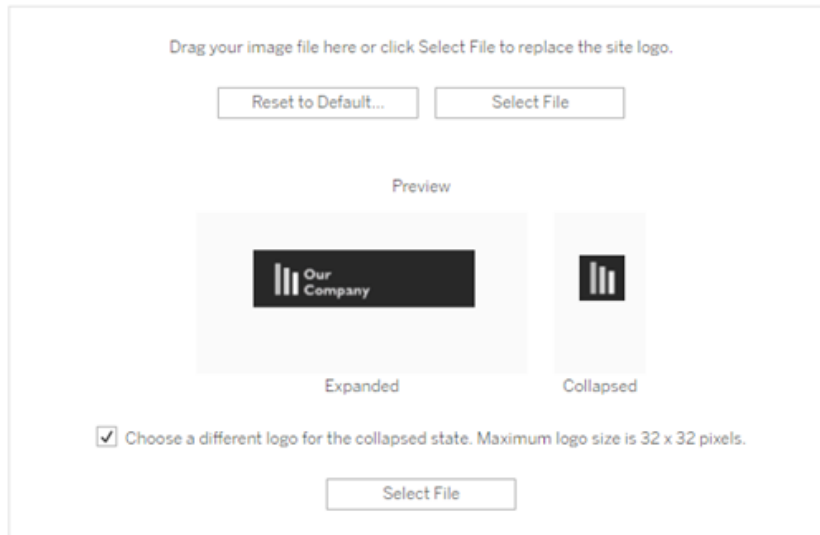 Drag your image file here or click Select File to replace the site logo.
Reset to Default...
Select File
Preview
Our
Company
Expanded
Collapsed
Choose a different logo for the collapsed state. Maximum logo size is 32 x 32 pixels.
Select File